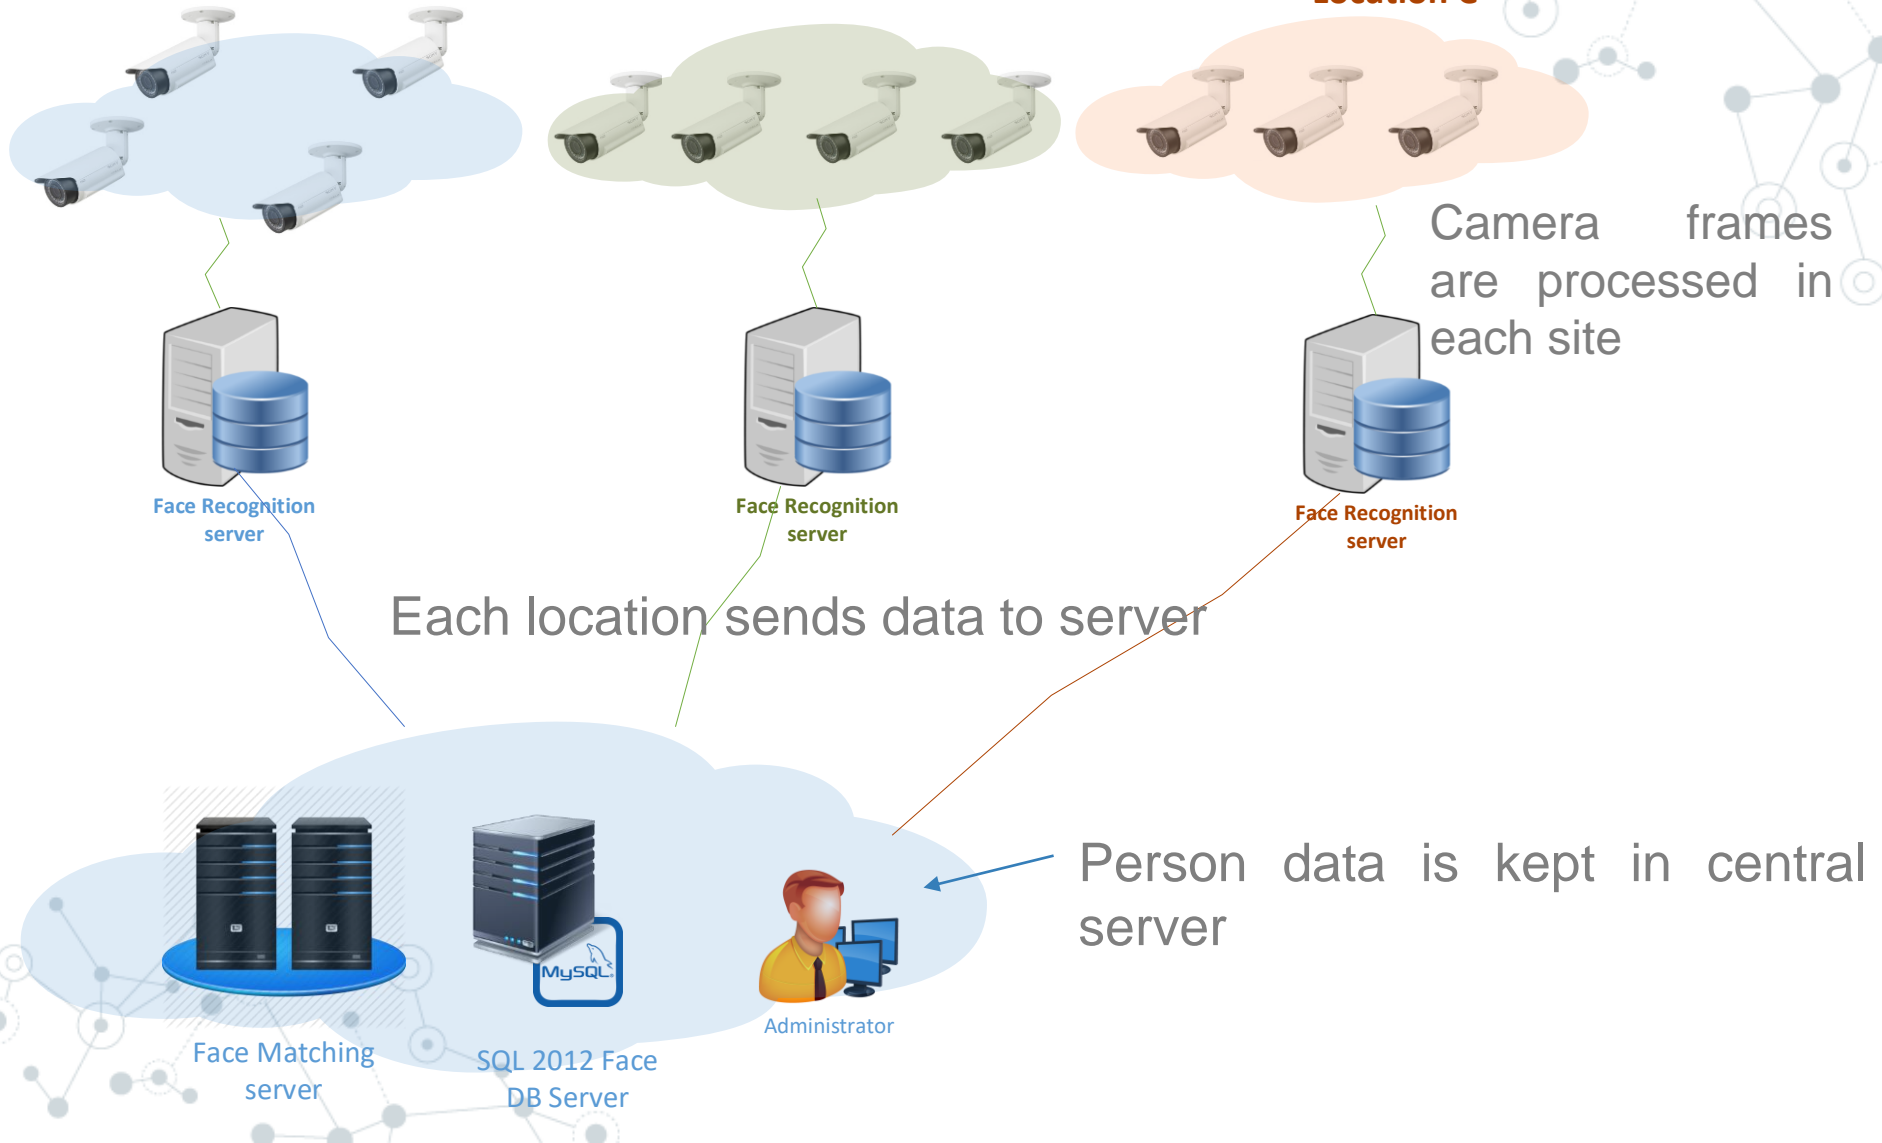 Location C
Camera frames
are processed in
each site
Face Recognition
server
Face Recognition
server
Face Recognition
server
Each location sends data to server
Person data is kept in central
server
MySQL
Administrator
Face Matching
server
SQL 2012 Face
DB Server